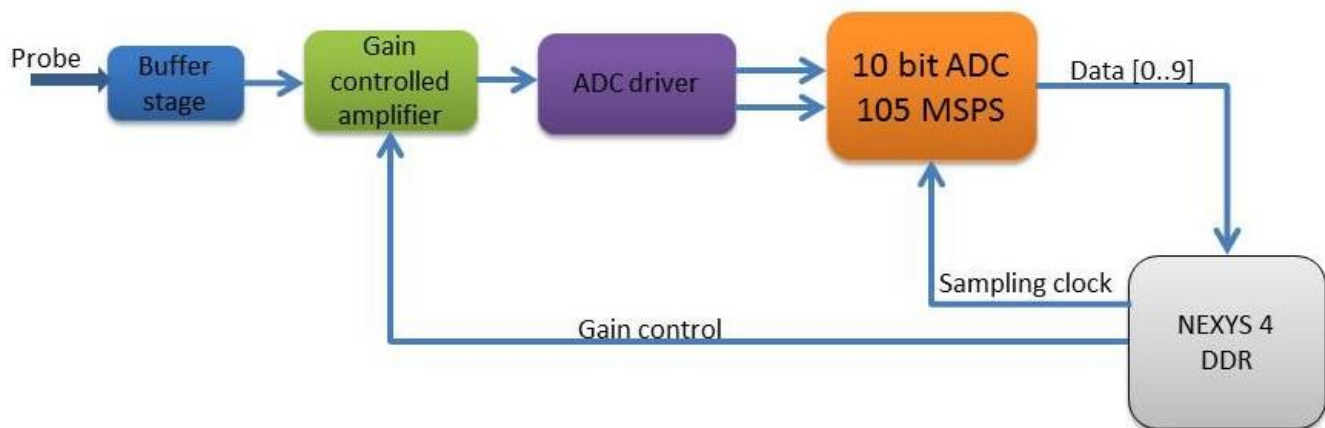 Probe
Buffer
stage
Gain
controlled
amplifier
ADC driver
10 bit ADC
105 MSPS
Data [0..9]
Sampling clock
Gain control
NEXYS 4
DDR